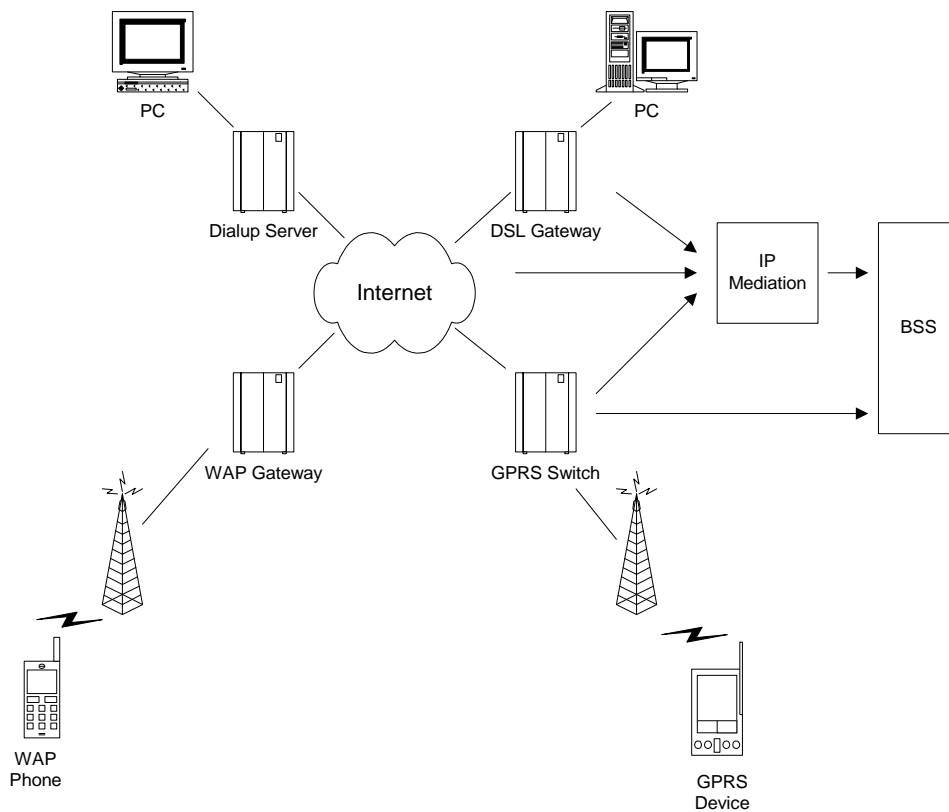 PC
PC
Dialup Server
DSL Gateway
IP
Mediation
Internet
BSS
WAP Gateway
GPRS Switch
WAP
Phone
GPRS
Device